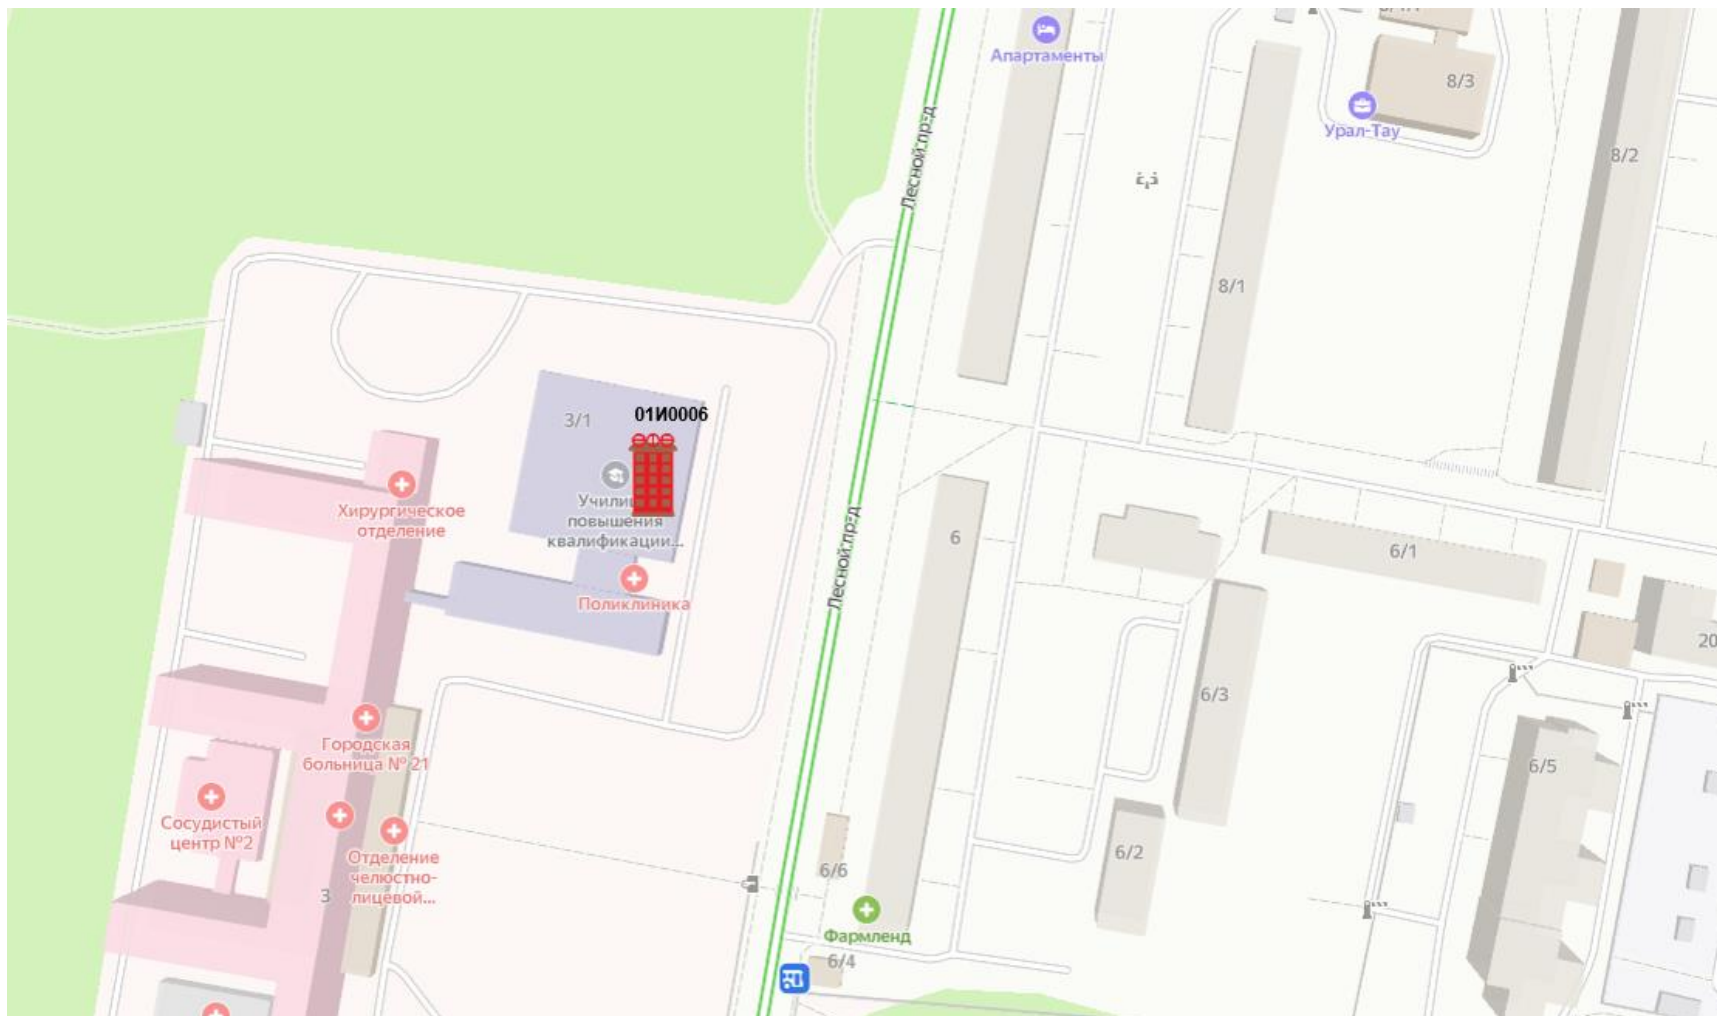 Апартаменты
8/3
Урал-Тау
8/2
Лесной пр-д
8/1
3/1
01И0006
Хирургическое
отделение
повышения
квалификации...
Поликлиника
Лесной пр-д
6
6/1
20
6/3
Городская
больница № 21
6/5
Сосудистый
центр №2
Отделение
челюстно-
лицевой...
3
6/6
6/2
Фармленд
6/4